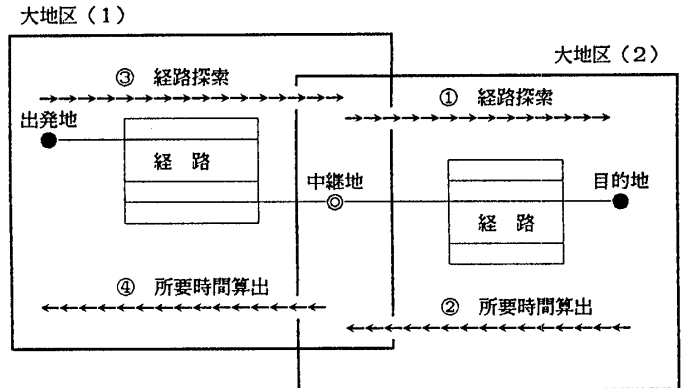 大地区(1)
大地区(2)
③ 経路探索
① 経路探索
出発地
経 路
中継地
目的地
経 路
④ 所要時間算出
② 所要時間算出